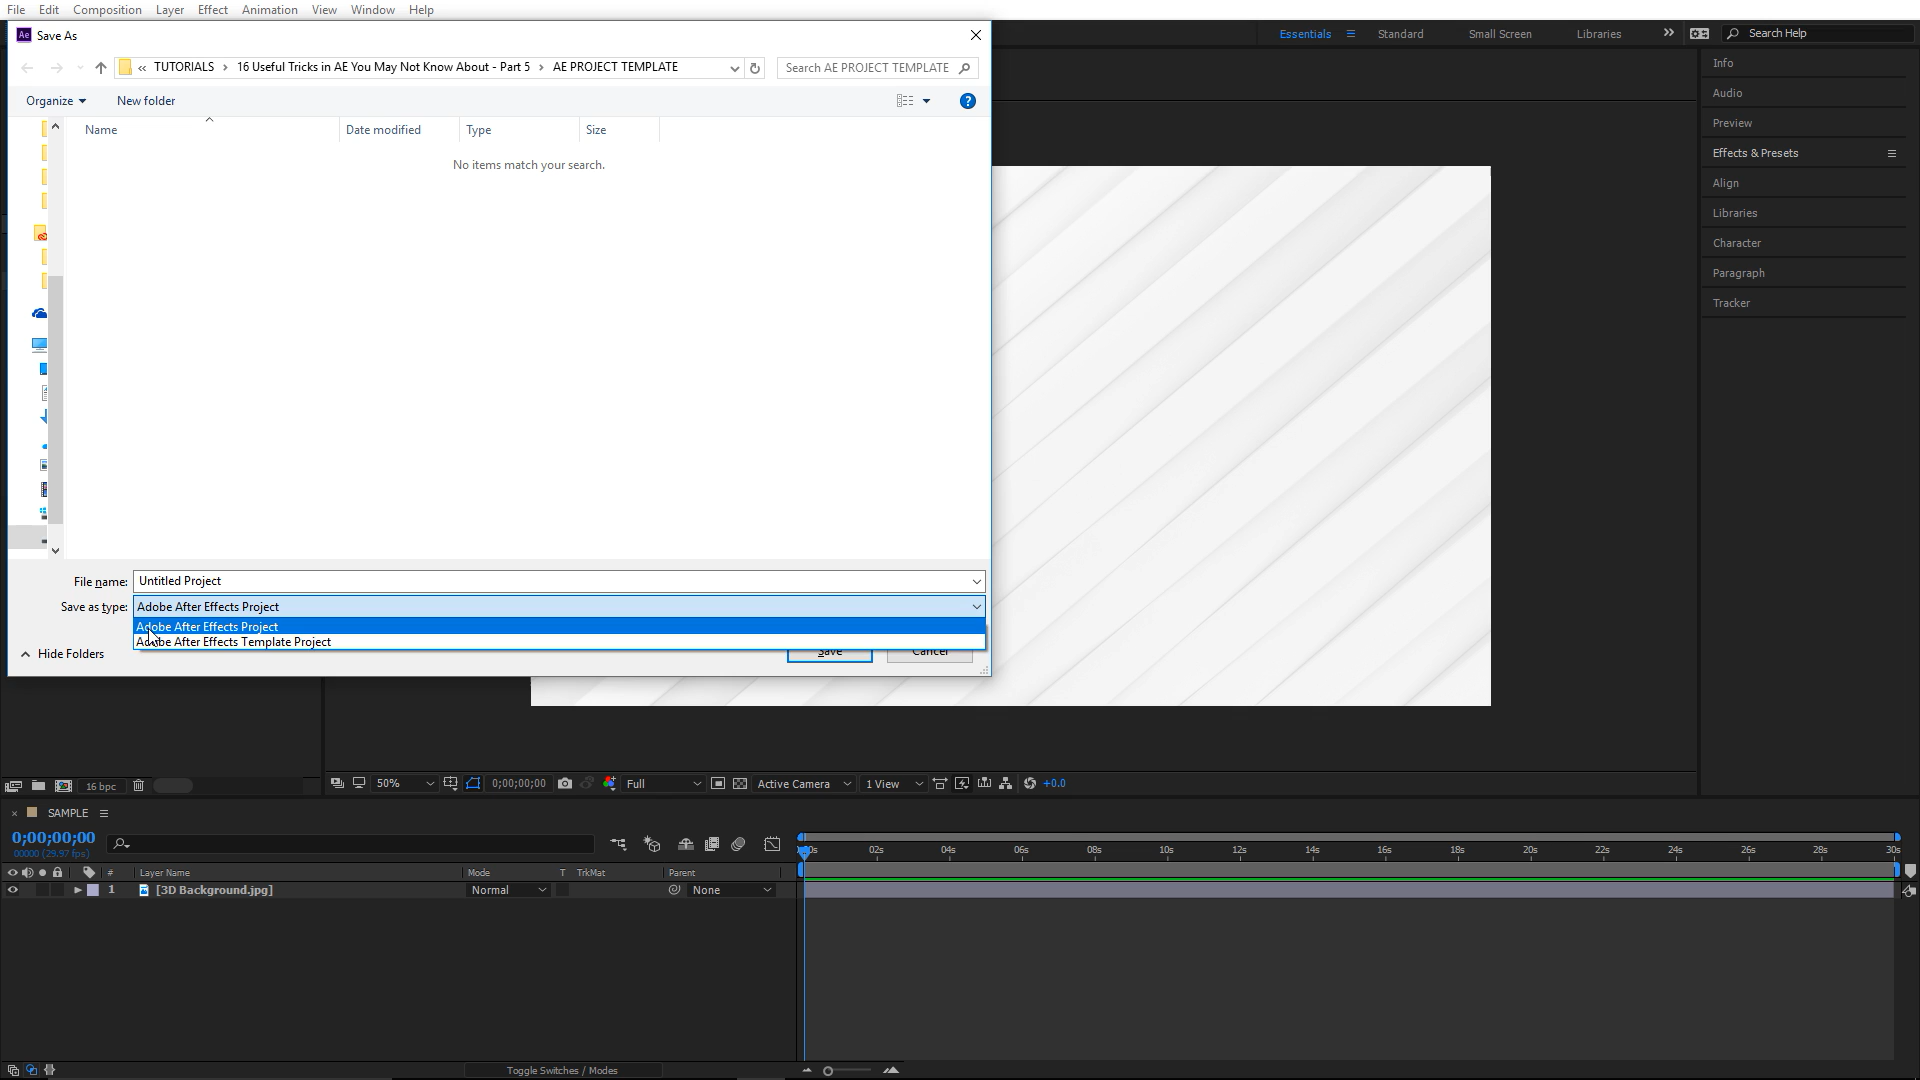 File Edit Composition Layer Effect Animation View Window Help
Ae Save As
Essentials Standard Small Screen Libraries Search Help
« TUTORIALS › 16 Useful Tricks in AE You May Not Know About - Part 5 › AE PROJECT TEMPLATE Search AE PROJECT TEMPLATE
Organize New folder ?
Name Date modified Type Size
No items match your search.
Info
Audio
Preview
Effects & Presets
Align
Libraries
Character
Paragraph
Tracker
File name: Untitled Project
Save as type: Adobe After Effects Project
Adobe After Effects Project
Adobe After Effects Template Project
Hide Folders Save Cancel
16 bpc 50% 0;00;00;00 Full Active Camera 1 View +0.0
SAMPLE
0;00;00;00
00000 (29.97 fps)
02s 04s 06s 08s 10s 12s 14s 16s 18s 20s 22s 24s 26s 28s 30s
# Layer Name Mode T TrkMat Parent
1 [3D Background.jpg] Normal None
Toggle Switches / Modes